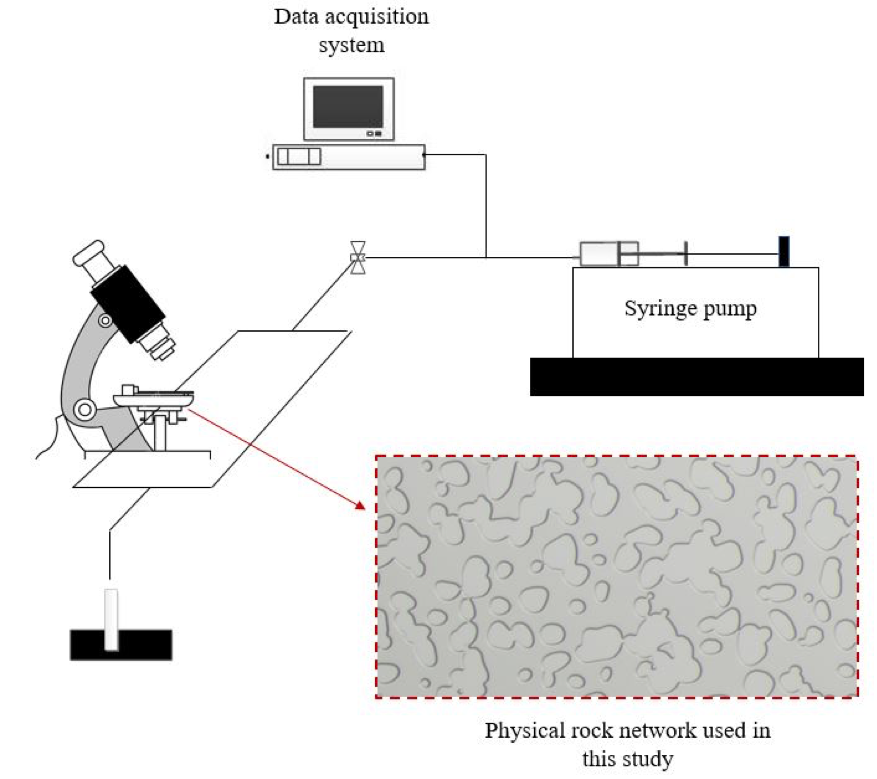 Data acquisition
system
Syringe pump
Physical rock network used in
this study